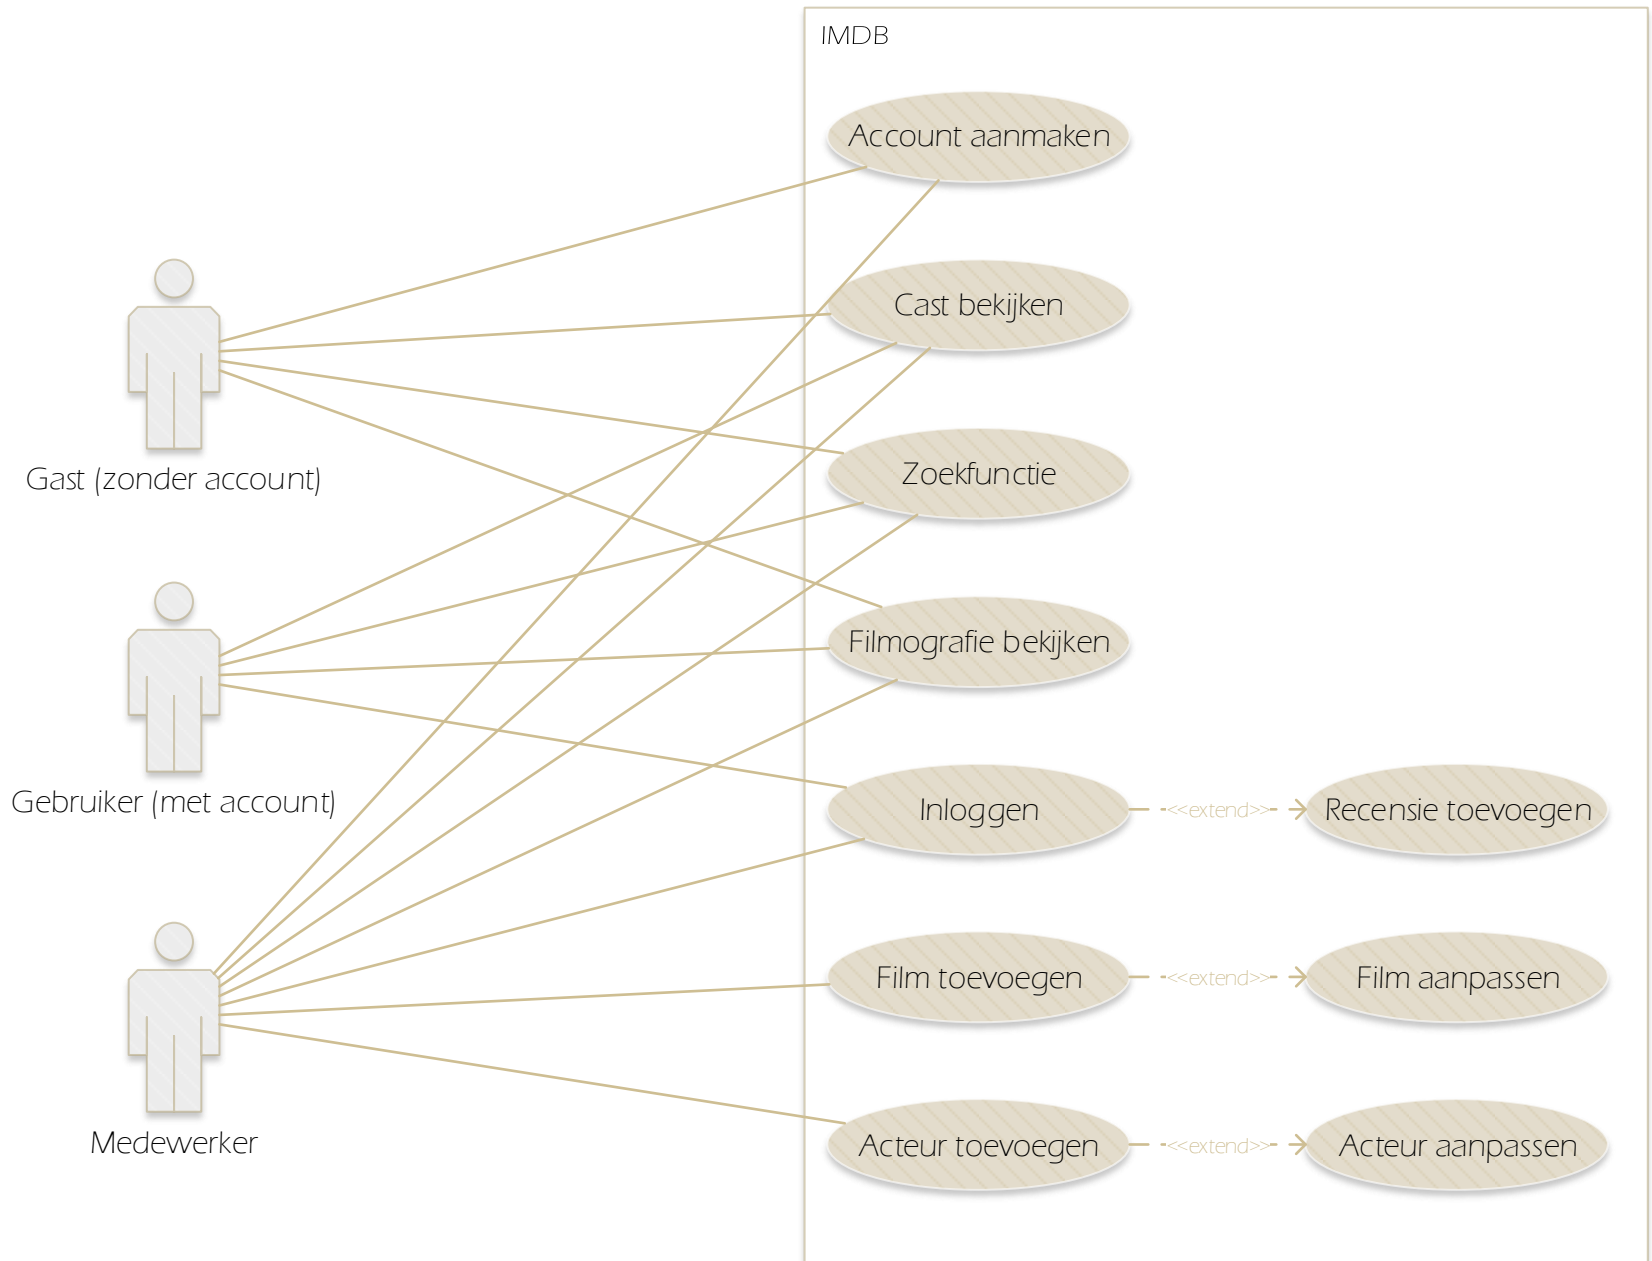 IMDB
Account aanmaken
Cast bekijken
Gast (zonder account)
Zoekfunctie
Filmografie bekijken
Gebruiker (met account)
Inloggen
<<extend>>
Recensie toevoegen
Film toevoegen
<<extend>>
Film aanpassen
Medewerker
Acteur toevoegen
<<extend>>
Acteur aanpassen